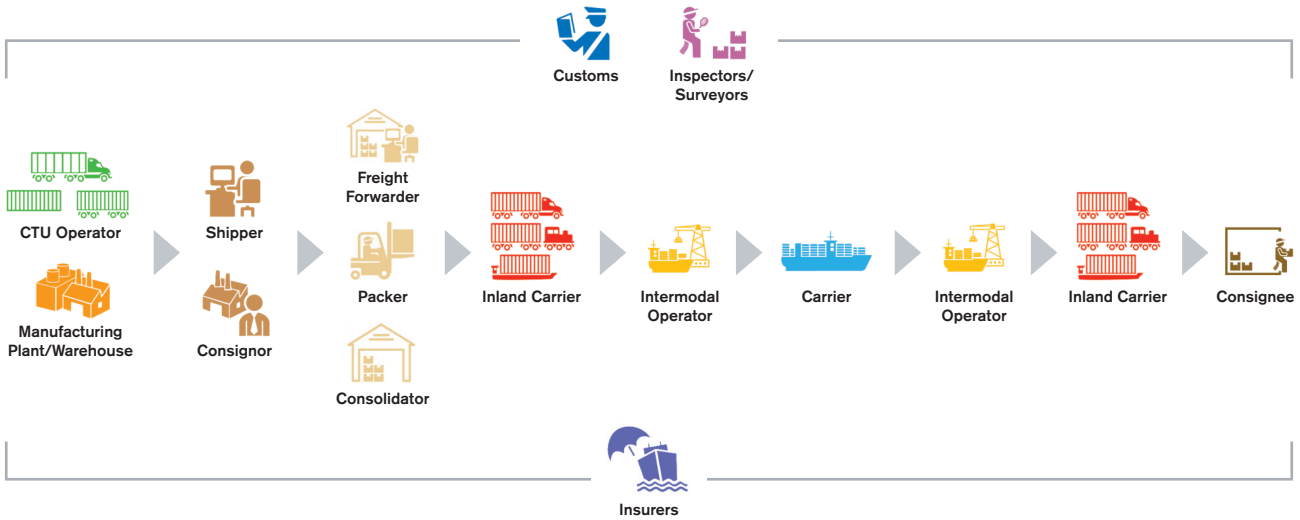 Customs
Inspectors/
Surveyors
CTU Operator
Manufacturing
Plant/Warehouse
Shipper
Consignor
Freight
Forwarder
Packer
Consolidator
Inland Carrier
Intermodal
Operator
Carrier
Intermodal
Operator
Inland Carrier
Consignee
Insurers